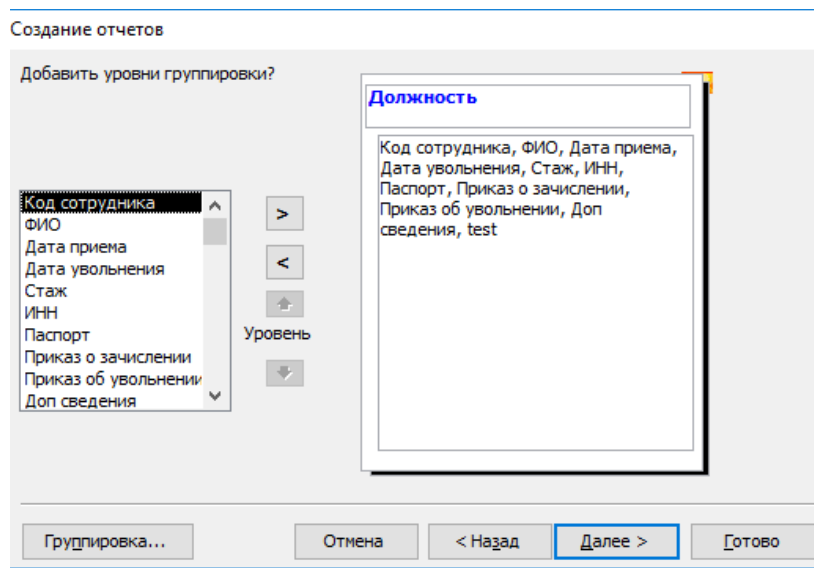 Создание отчетов
Добавить уровни группировки?
Должность
Код сотрудника, ФИО, Дата приема,
Дата увольнения, Стаж, ИНН,
Паспорт, Приказ о зачислении,
Приказ об увольнении, Доп
сведения, test
Код сотрудника
ФИО
Дата приема
Дата увольнения
Стаж
ИНН
Паспорт
Приказ о зачислении
Приказ об увольнении
Доп сведения
>
<
Уровень
Группировка...
Отмена
< Назад
Далее >
Готово